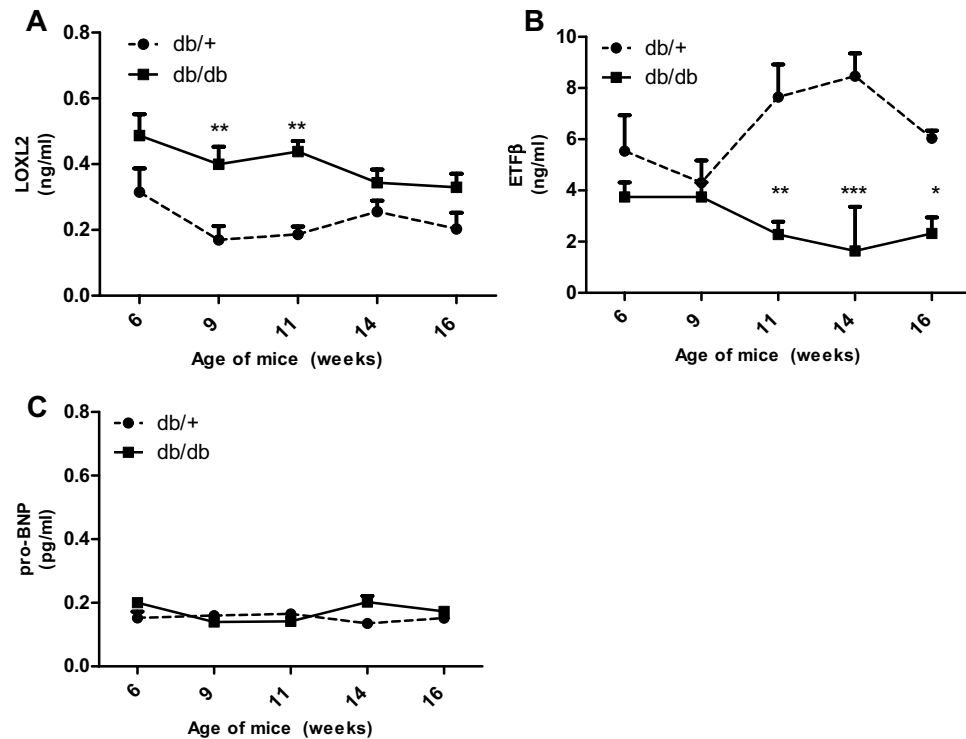 A
db/+
db/db
0.8
0.6
0.4
0.2
0.0
LOXL2
(ng/ml)
** **
6 9 11 14 16
Age of mice (weeks)
B
db/+
db/db
10
8
6
4
2
0
ETFβ
(ng/ml)
** *** *
6 9 11 14 16
Age of mice (weeks)
C
db/+
db/db
0.8
0.6
0.4
0.2
0.0
pro-BNP
(pg/ml)
6 9 11 14 16
Age of mice (weeks)